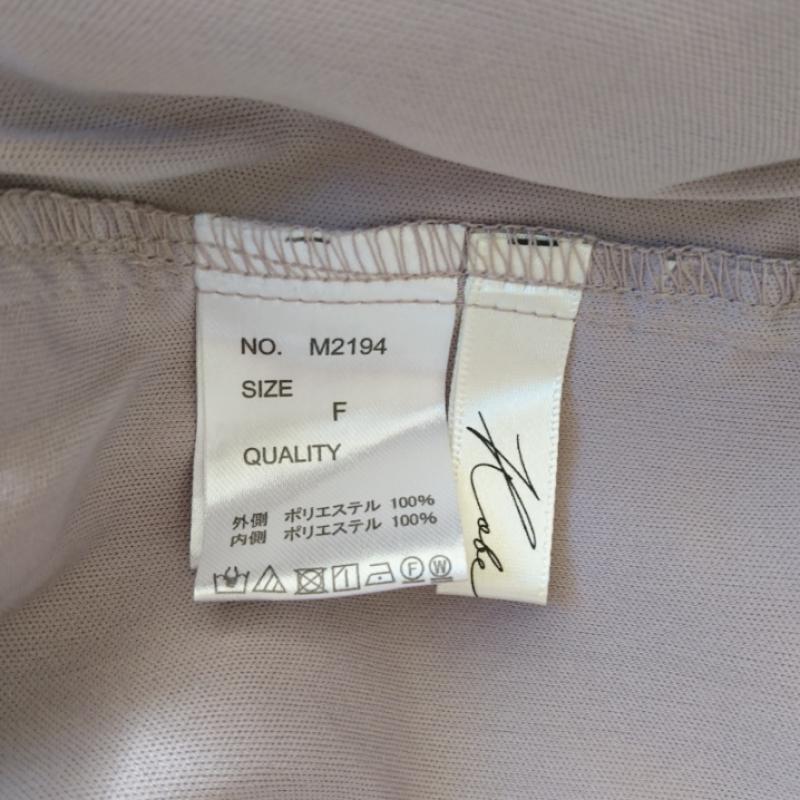 NO. M2194
SIZE
F
QUALITY
外側 ポリエステル 100%
内側 ポリエステル 100%
F W